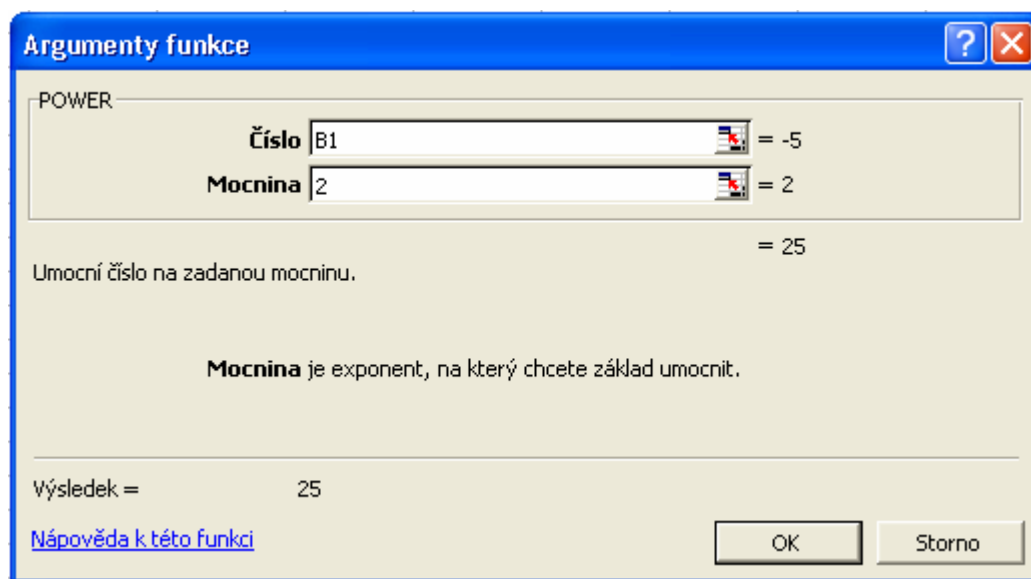 Argumenty funkce
POWER
Číslo B1 = -5
Mocnina 2 = 2
= 25
Umocní číslo na zadanou mocninu.
Mocnina je exponent, na který chcete základ umocnit.
Výsledek = 25
Nápověda k této funkci OK Storno